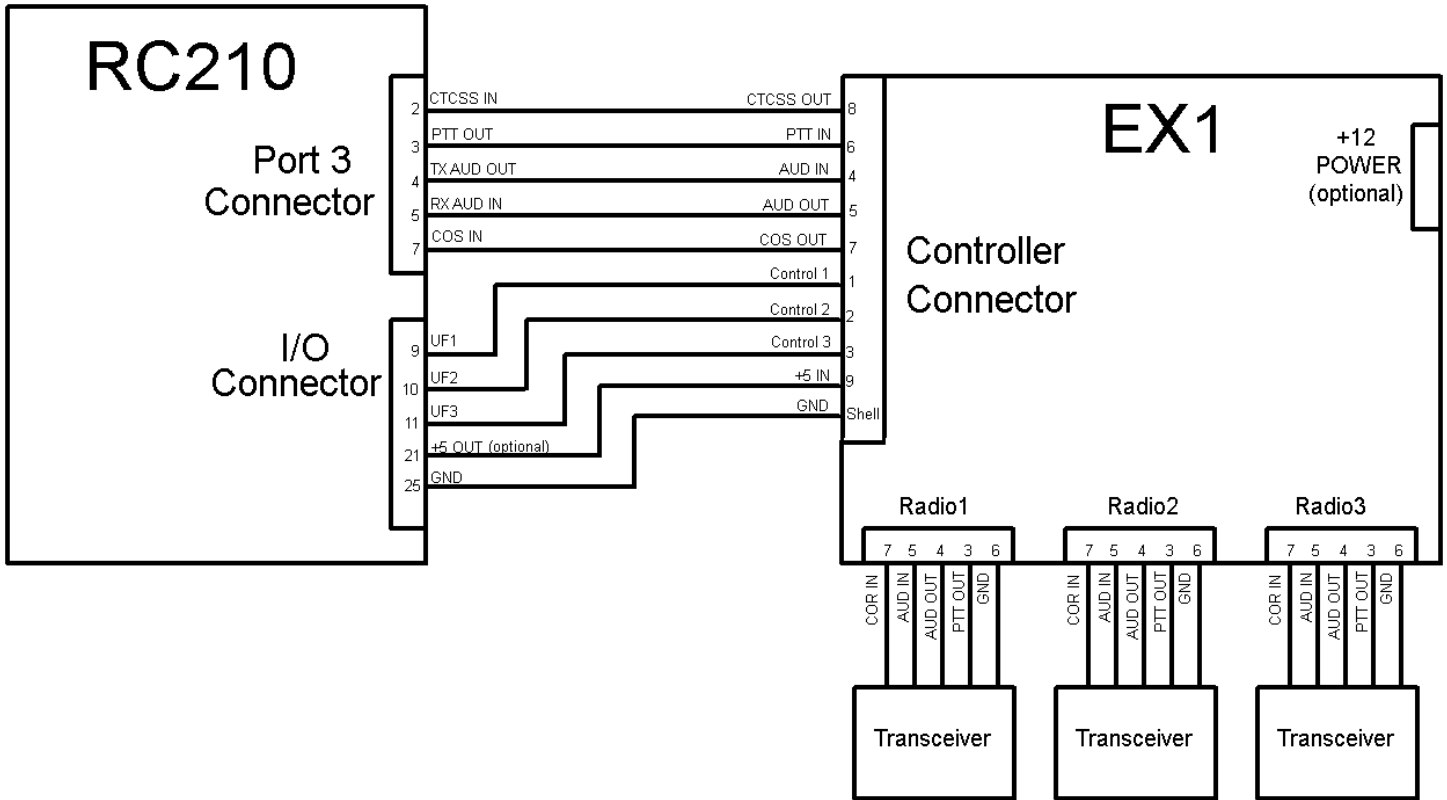 RC210
Port 3
Connector
2 CTCSS IN CTCSS OUT 8
3 PTT OUT PTT IN 6
4 TX AUD OUT AUD IN 4
5 RX AUD IN AUD OUT 5
7 COS IN COS OUT 7
Control 1 1
Control 2 2
Control 3 3
+5 IN 9
GND Shell
I/O
Connector
9 UF1
10 UF2
11 UF3
21 +5 OUT (optional)
25 GND
EX1
+12
POWER
(optional)
Controller
Connector
Radio1
7 5 4 3 6
COR IN
AUD IN
AUD OUT
PTT OUT
GND
Transceiver
Radio2
7 5 4 3 6
COR IN
AUD IN
AUD OUT
PTT OUT
GND
Transceiver
Radio3
7 5 4 3 6
COR IN
AUD IN
AUD OUT
PTT OUT
GND
Transceiver